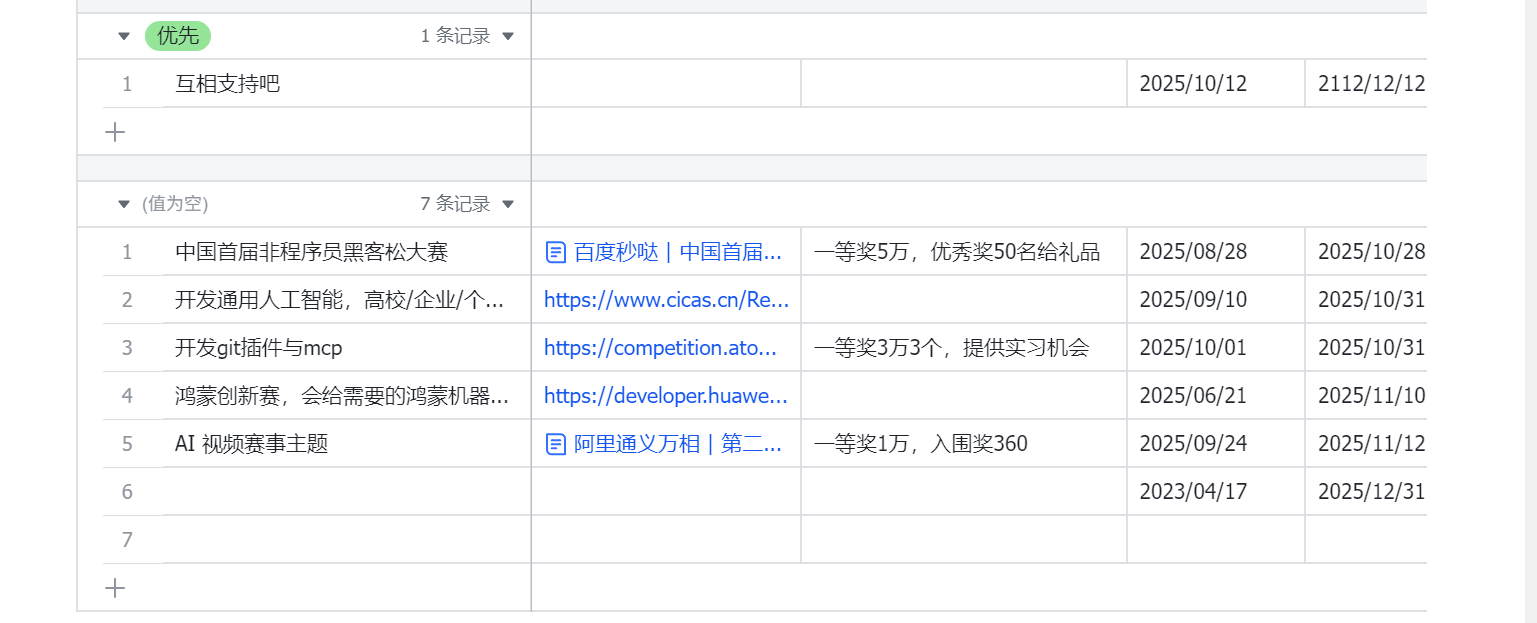 优先 1 条记录
1 互相支持吧 2025/10/12 2112/12/12
(值为空) 7 条记录
1 中国首届非程序员黑客松大赛 百度秒哒 | 中国首届... 一等奖5万，优秀奖50名给礼品 2025/08/28 2025/10/28
2 开发通用人工智能，高校/企业/个... https://www.cicas.cn/Re... 2025/09/10 2025/10/31
3 开发git插件与mcp https://competition.ato... 一等奖3万3个，提供实习机会 2025/10/01 2025/10/31
4 鸿蒙创新赛，会给需要的鸿蒙机器... https://developer.huawe... 2025/06/21 2025/11/10
5 AI 视频赛事主题 阿里通义万相 | 第二... 一等奖1万，入围奖360 2025/09/24 2025/11/12
6 2023/04/17 2025/12/31
7